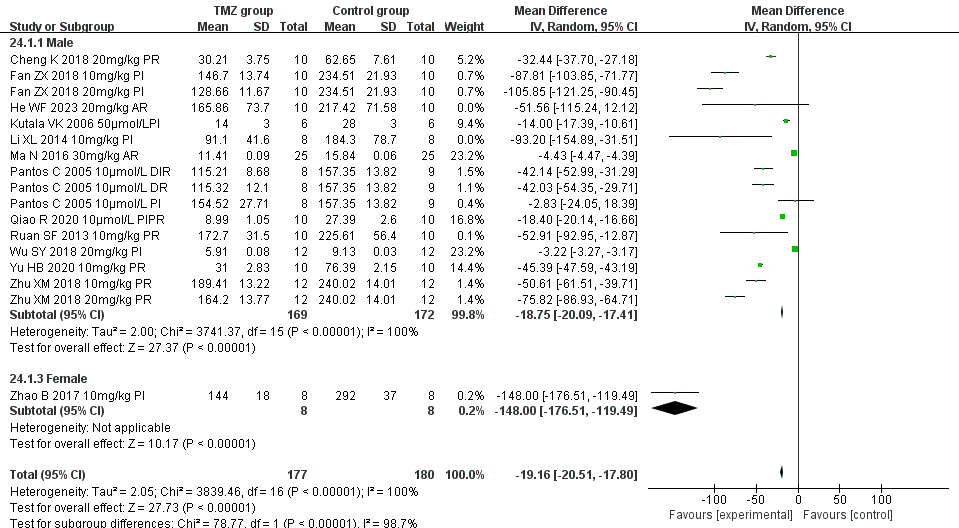 TMZ group Control group Mean Difference Mean Difference
Study or Subgroup Mean SD Total Mean SD Total Weight IV, Random, 95% CI IV, Random, 95% CI
24.1.1 Male
Cheng K 2018 20mg/kg PR 30.21 3.75 10 62.65 7.61 10 5.2% -32.44 [-37.70, -27.18]
Fan ZX 2018 10mg/kg PI 146.7 13.74 10 234.51 21.93 10 0.7% -87.81 [-103.85, -71.77]
Fan ZX 2018 20mg/kg PI 128.66 11.67 10 234.51 21.93 10 0.7% -105.85 [-121.25, -90.45]
He WF 2023 20mg/kg AR 165.86 73.7 10 217.42 71.58 10 0.0% -51.56 [-115.24, 12.12]
Kutala VK 2006 50μmol/LPI 14 3 6 28 3 6 9.6% -14.00 [-17.39, -10.61]
Li XL 2014 10mg/kg PI 91.1 41.6 8 184.3 78.7 8 0.0% -93.20 [-154.89, -31.51]
Ma N 2016 30mg/kg AR 11.41 0.09 25 15.84 0.06 25 23.2% -4.43 [-4.47, -4.39]
Pantos C 2005 10μmol/L DIR 115.21 8.68 8 157.35 13.82 9 1.4% -42.14 [-52.99, -31.29]
Pantos C 2005 10μmol/L DR 115.32 12.1 8 157.35 13.82 9 1.1% -42.03 [-54.35, -29.71]
Pantos C 2005 10μmol/L PI 154.52 27.71 8 157.35 13.82 9 0.4% -2.83 [-24.05, 18.39]
Qiao R 2020 10μmol/L PIPR 8.99 1.05 10 27.39 2.6 10 16.4% -18.40 [-20.14, -16.66]
Ruan SF 2013 10mg/kg PR 172.7 31.5 10 225.61 56.4 10 0.1% -52.91 [-92.95, -12.87]
Wu SY 2018 20mg/kg PI 5.91 0.08 12 9.13 0.03 12 23.2% -3.22 [-3.27, -3.17]
Yu HB 2020 10mg/kg PR 31 2.83 10 76.39 2.15 10 14.4% -45.39 [-47.59, -43.19]
Zhu XM 2018 10mg/kg PR 189.41 13.22 12 240.02 14.01 12 1.4% -50.61 [-61.51, -39.71]
Zhu XM 2018 20mg/kg PR 164.2 13.77 12 240.02 14.01 12 1.4% -75.82 [-86.93, -64.71]
Subtotal (95% CI) 169 172 99.8% -18.75 [-20.09, -17.41]
Heterogeneity: Tau² = 2.00; Chi² = 3741.37, df = 15 (P < 0.00001); I² = 100%
Test for overall effect: Z = 27.37 (P < 0.00001)
24.1.3 Female
Zhao B 2017 10mg/kg PI 144 18 8 292 37 8 0.2% -148.00 [-176.51, -119.49]
Subtotal (95% CI) 8 8 0.2% -148.00 [-176.51, -119.49]
Heterogeneity: Not applicable
Test for overall effect: Z = 10.17 (P < 0.00001)
Total (95% CI) 177 180 100.0% -19.16 [-20.51, -17.80]
Heterogeneity: Tau² = 2.05; Chi² = 3839.46, df = 16 (P < 0.00001); I² = 100%
Test for overall effect: Z = 27.73 (P < 0.00001)
Test for subgroup differences: Chi² = 78.77, df = 1 (P < 0.00001), I² = 98.7%
-100 -50 0 50 100
Favours [experimental] Favours [control]